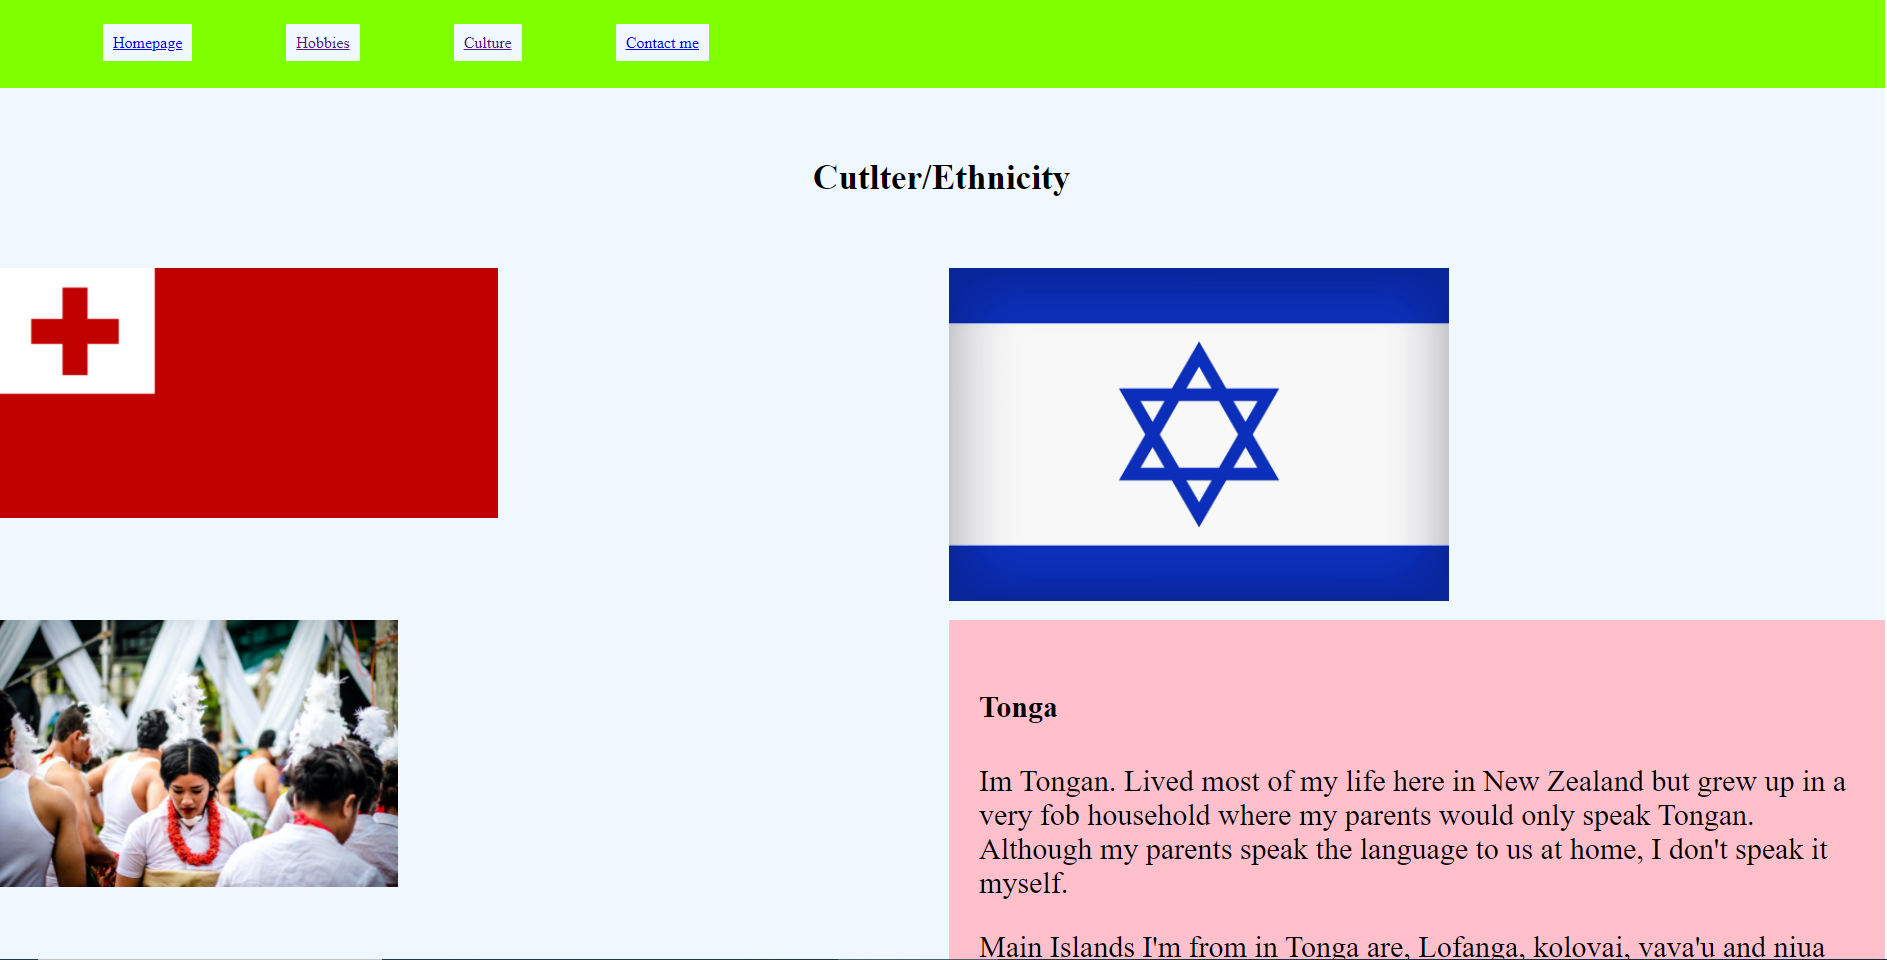 Homepage Hobbies Culture Contact me
Cutlter/Ethnicity
Tonga
Im Tongan. Lived most of my life here in New Zealand but grew up in a
very fob household where my parents would only speak Tongan.
Although my parents speak the language to us at home, I don't speak it
myself.
Main Islands I'm from in Tonga are, Lofanga, kolovai, vava'u and niua